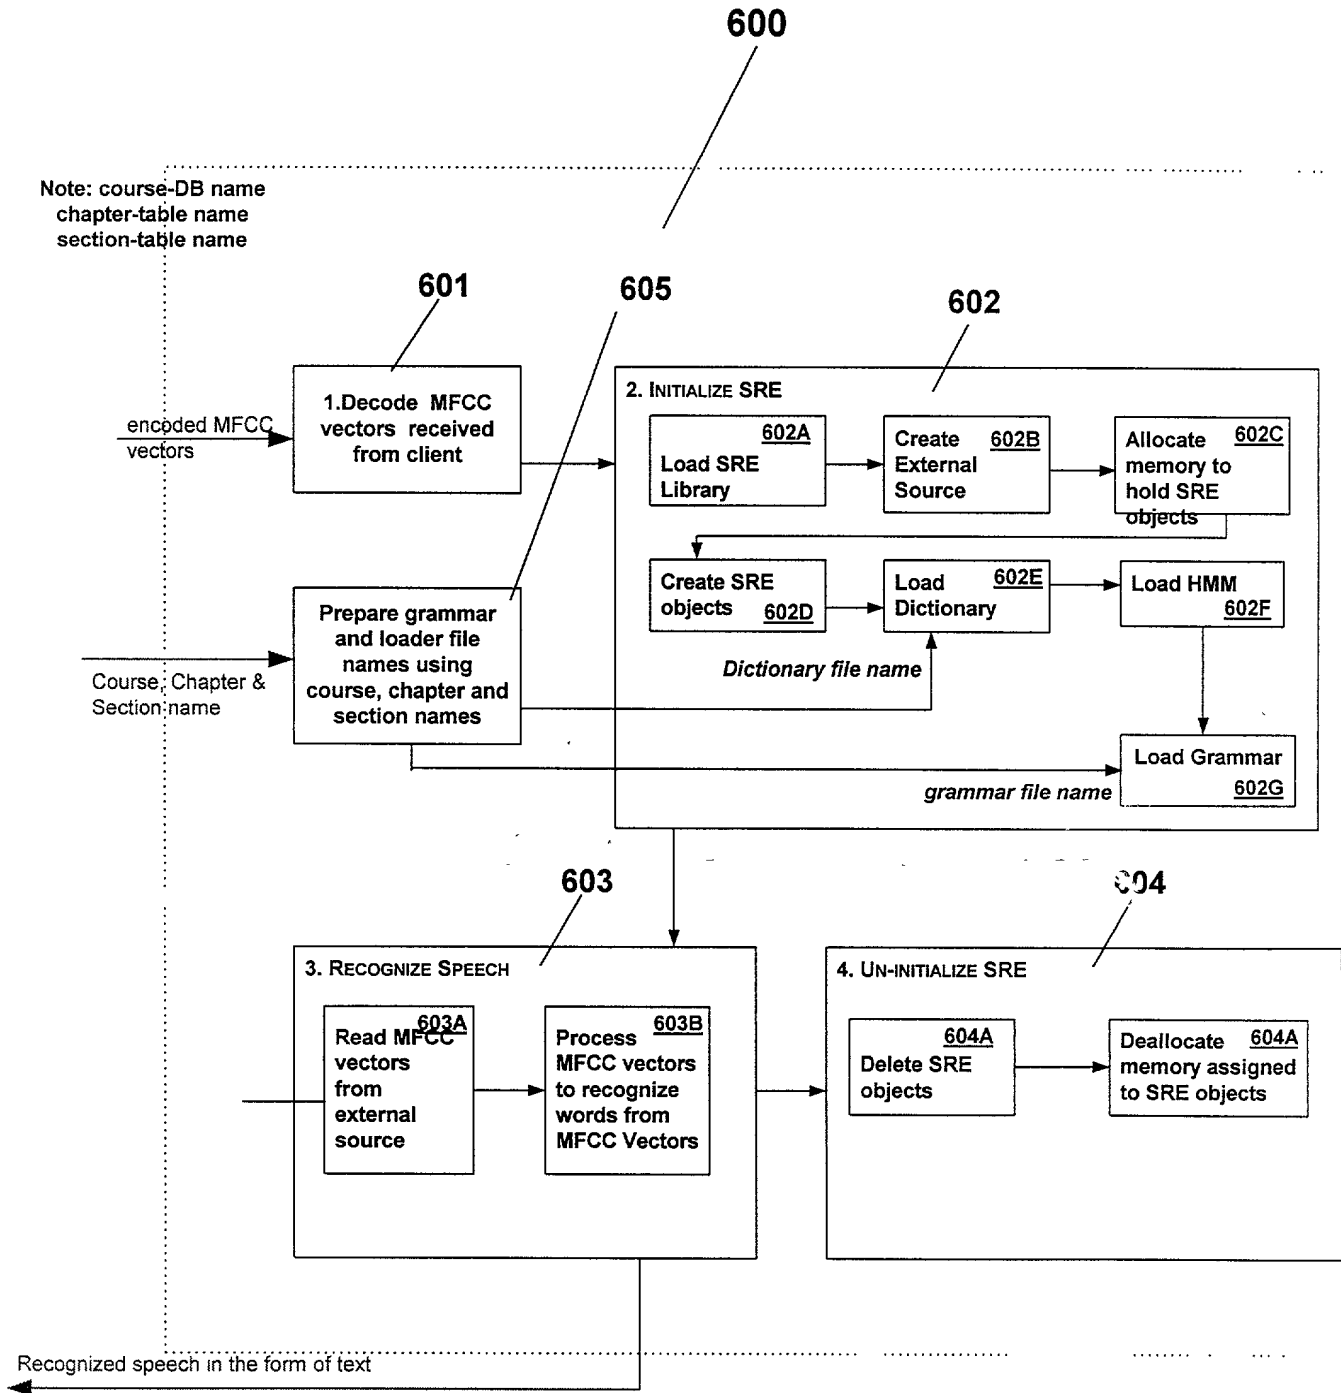 600
Note: course-DB name
chapter-table name
section-table name
601
605
602
encoded MFCC
vectors
1.Decode MFCC
vectors received
from client
2. INITIALIZE SRE
602A
Load SRE
Library
Create
External
Source
602B
Allocate
memory to
hold SRE
objects
602C
Create SRE
objects
602D
Load
Dictionary
602E
Load HMM
602F
Course, Chapter &
Section name
Prepare grammar
and loader file
names using
course, chapter and
section names
Dictionary file name
Load Grammar
602G
grammar file name
603
604
3. RECOGNIZE SPEECH
603A
Read MFCC
vectors
from
external
source
603B
Process
MFCC vectors
to recognize
words from
MFCC Vectors
4. UN-INITIALIZE SRE
604A
Delete SRE
objects
604A
Deallocate
memory assigned
to SRE objects
Recognized speech in the form of text